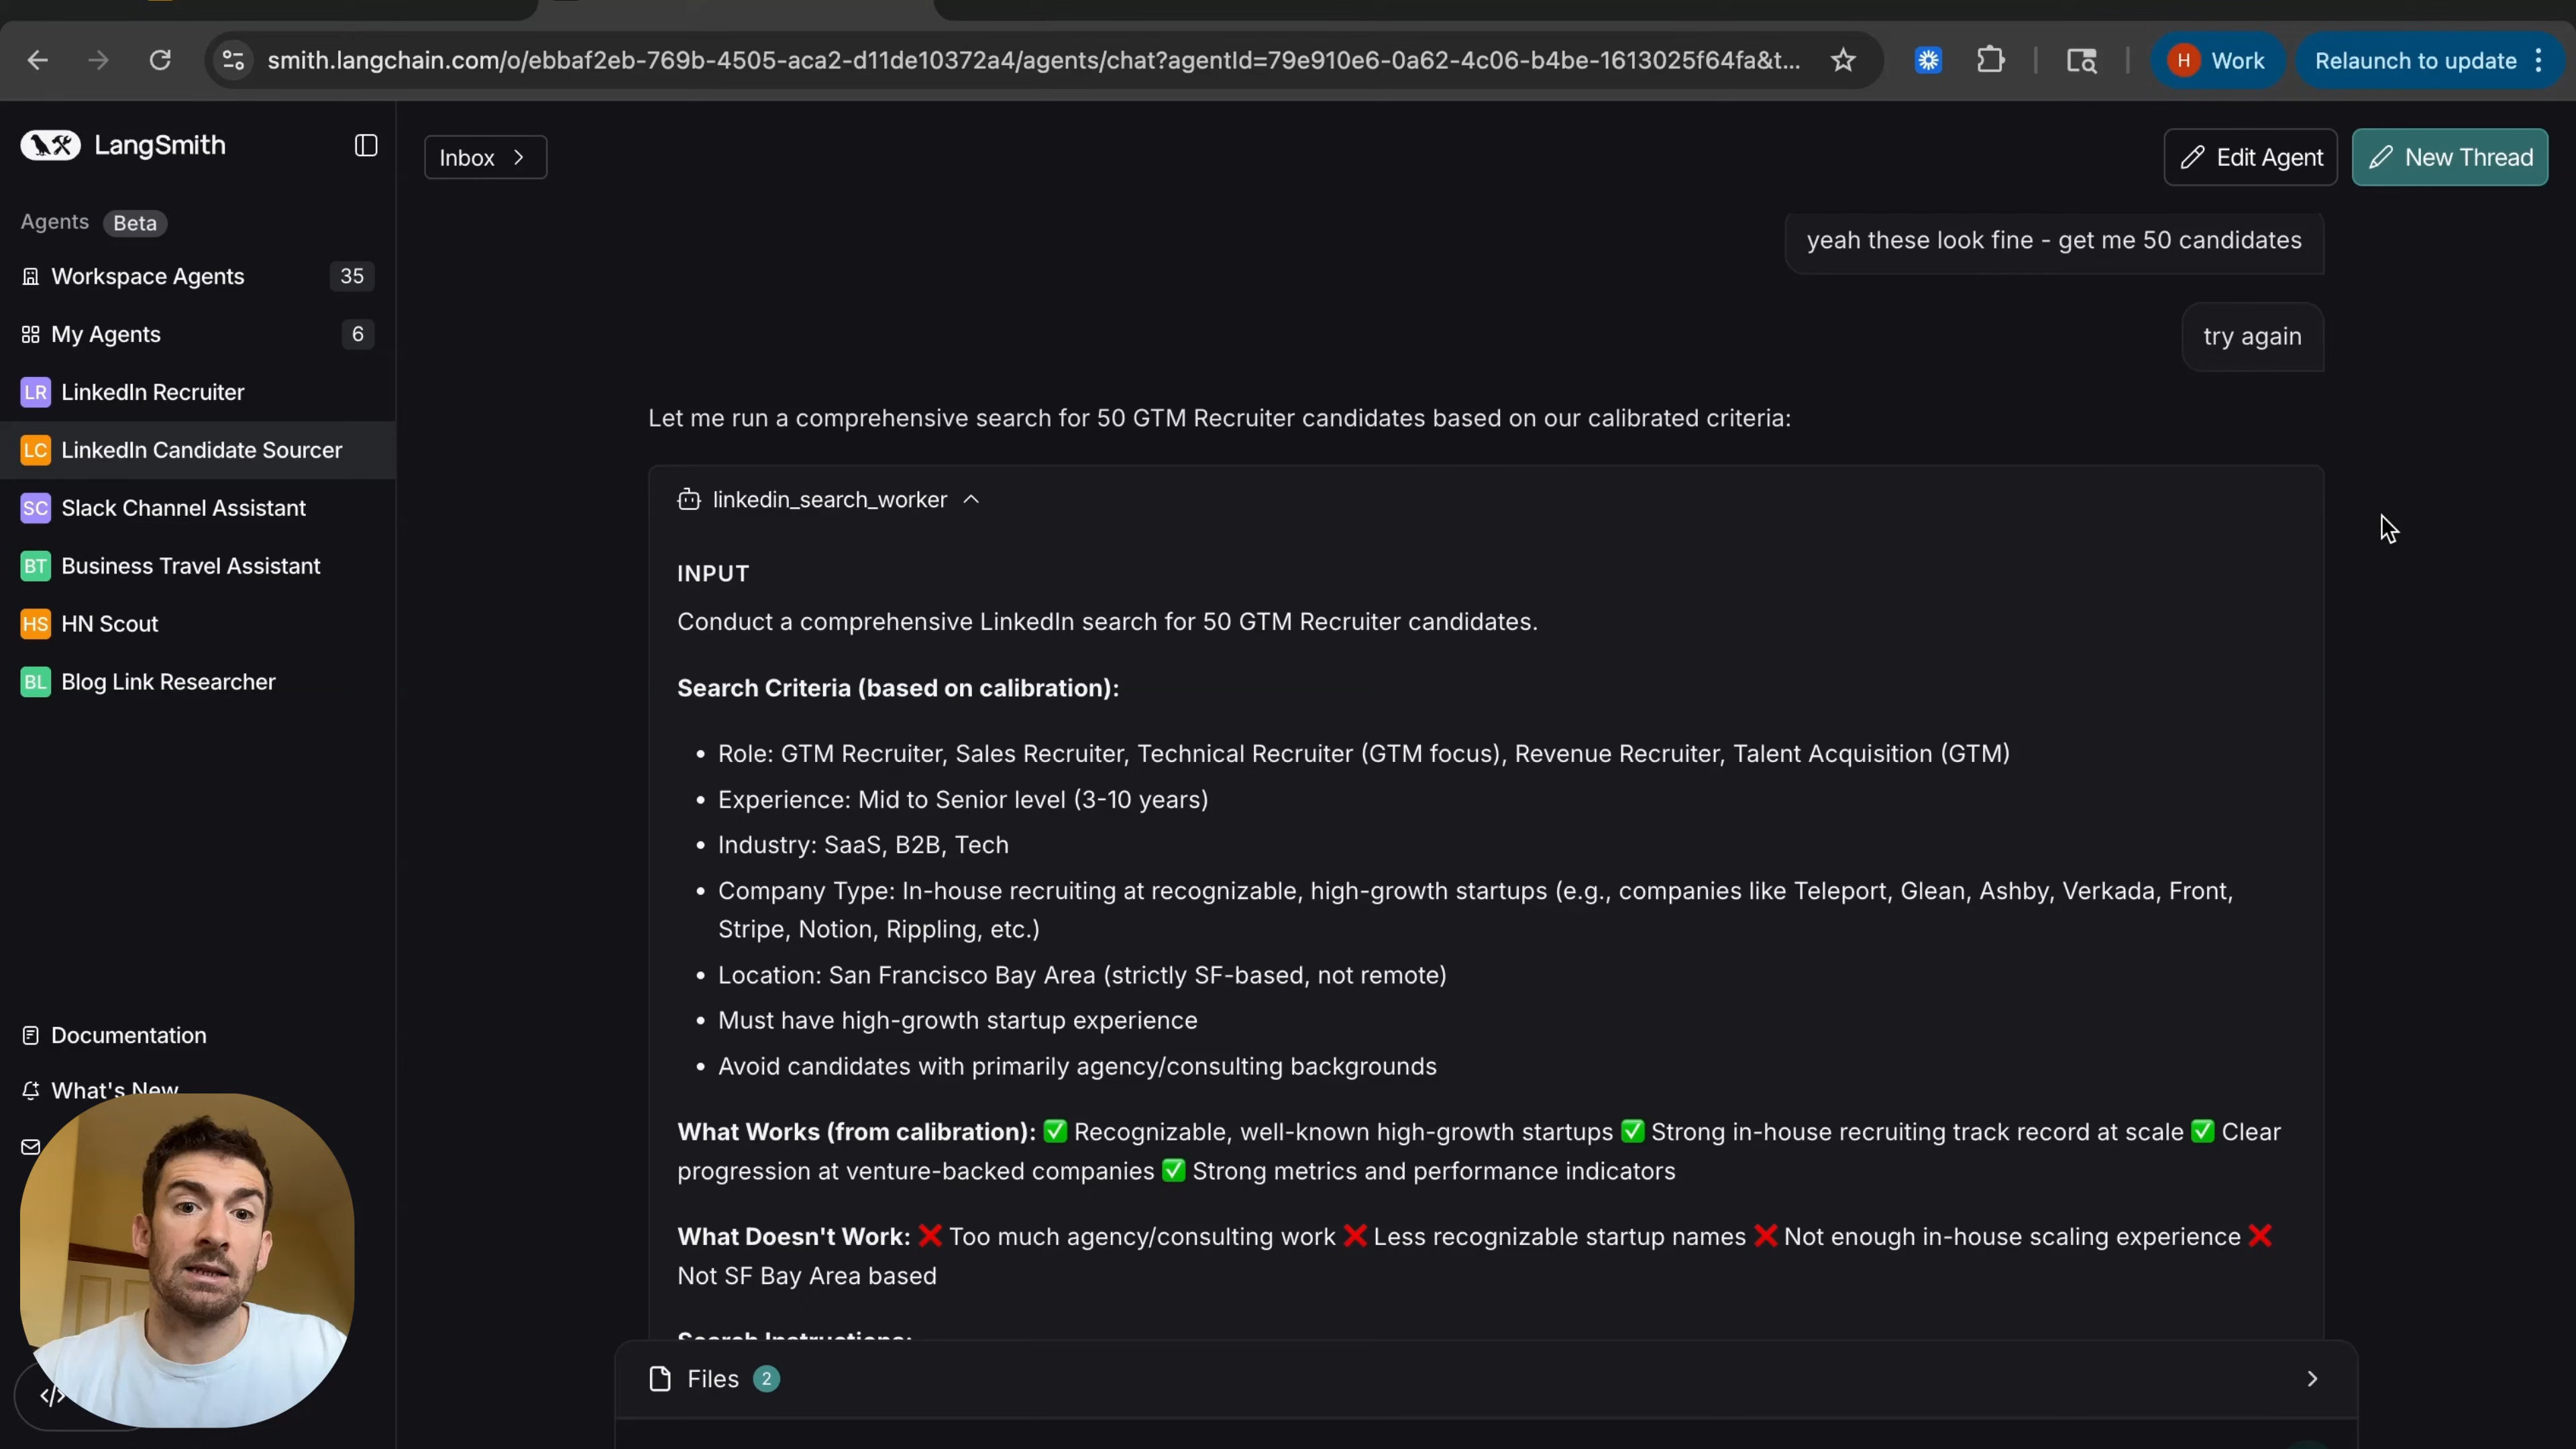 smith.langchain.com/o/ebbaf2eb-769b-4505-aca2-d11de10372a4/agents/chat?agentId=79e910e6-0a62-4c06-b4be-1613025f64fa&t...
H Work
Relaunch to update
LangSmith
Inbox
Edit Agent
New Thread
Agents Beta
Workspace Agents 35
My Agents 6
LR LinkedIn Recruiter
LC LinkedIn Candidate Sourcer
SC Slack Channel Assistant
BT Business Travel Assistant
HS HN Scout
BL Blog Link Researcher
Documentation
What's New
yeah these look fine - get me 50 candidates
try again
Let me run a comprehensive search for 50 GTM Recruiter candidates based on our calibrated criteria:
linkedin_search_worker
INPUT
Conduct a comprehensive LinkedIn search for 50 GTM Recruiter candidates.
Search Criteria (based on calibration):
• Role: GTM Recruiter, Sales Recruiter, Technical Recruiter (GTM focus), Revenue Recruiter, Talent Acquisition (GTM)
• Experience: Mid to Senior level (3-10 years)
• Industry: SaaS, B2B, Tech
• Company Type: In-house recruiting at recognizable, high-growth startups (e.g., companies like Teleport, Glean, Ashby, Verkada, Front,
Stripe, Notion, Rippling, etc.)
• Location: San Francisco Bay Area (strictly SF-based, not remote)
• Must have high-growth startup experience
• Avoid candidates with primarily agency/consulting backgrounds
What Works (from calibration): ✅ Recognizable, well-known high-growth startups ✅ Strong in-house recruiting track record at scale ✅ Clear
progression at venture-backed companies ✅ Strong metrics and performance indicators
What Doesn't Work: ❌ Too much agency/consulting work ❌ Less recognizable startup names ❌ Not enough in-house scaling experience ❌
Not SF Bay Area based
Search Instructions:
Files 2